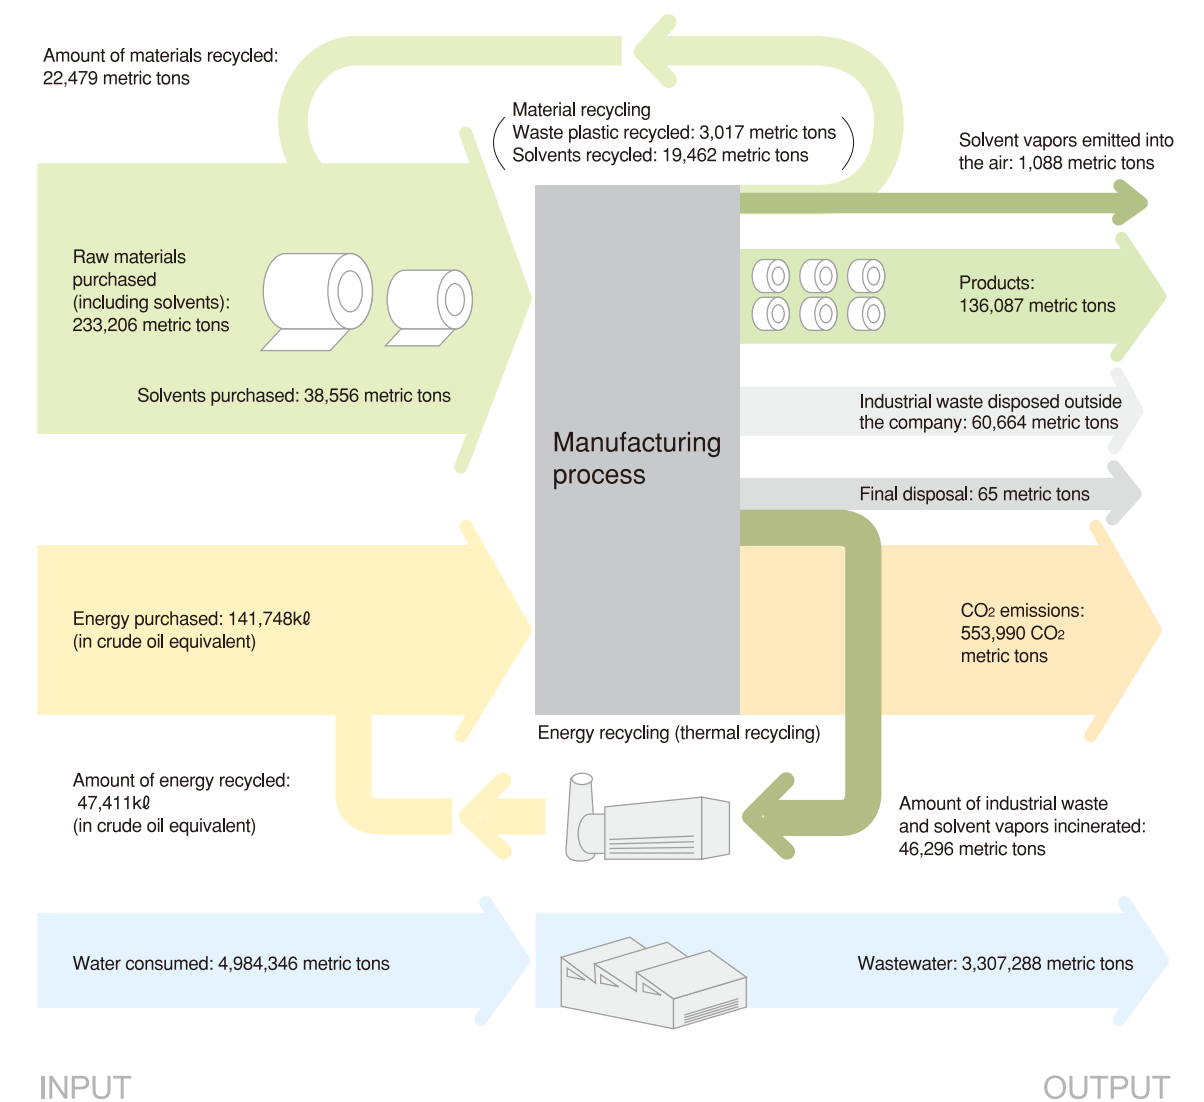 Amount of materials recycled:
22,479 metric tons
Material recycling
Waste plastic recycled: 3,017 metric tons
Solvents recycled: 19,462 metric tons
Solvent vapors emitted into
the air: 1,088 metric tons
Raw materials
purchased
(including solvents):
233,206 metric tons
Solvents purchased: 38,556 metric tons
Products:
136,087 metric tons
Industrial waste disposed outside
the company: 60,664 metric tons
Manufacturing
process
Final disposal: 65 metric tons
Energy purchased: 141,748kℓ
(in crude oil equivalent)
CO₂ emissions:
553,990 CO₂
metric tons
Energy recycling (thermal recycling)
Amount of energy recycled:
47,411kℓ
(in crude oil equivalent)
Amount of industrial waste
and solvent vapors incinerated:
46,296 metric tons
Water consumed: 4,984,346 metric tons
Wastewater: 3,307,288 metric tons
INPUT
OUTPUT